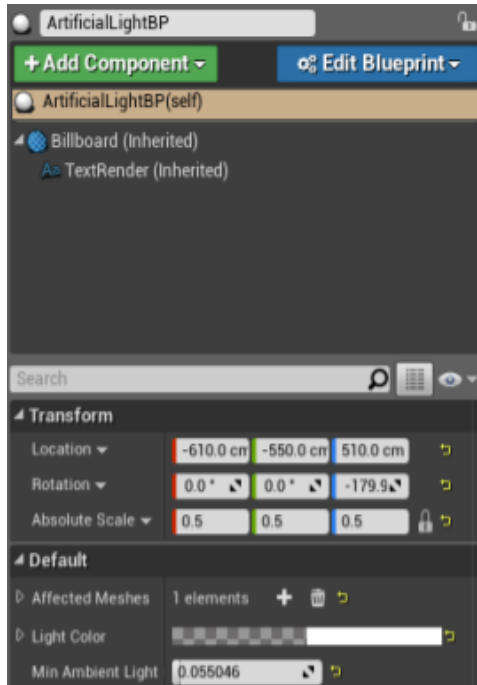 ArtificialLightBP
+Add Component Edit Blueprint
ArtificialLightBP(self)
Billboard (Inherited)
TextRender (Inherited)
Search
Transform
Location -610.0 cm -550.0 cm 510.0 cm
Rotation 0.0 ° 0.0 ° -179.9
Absolute Scale 0.5 0.5 0.5
Default
Affected Meshes 1 elements
Light Color
Min Ambient Light 0.055046